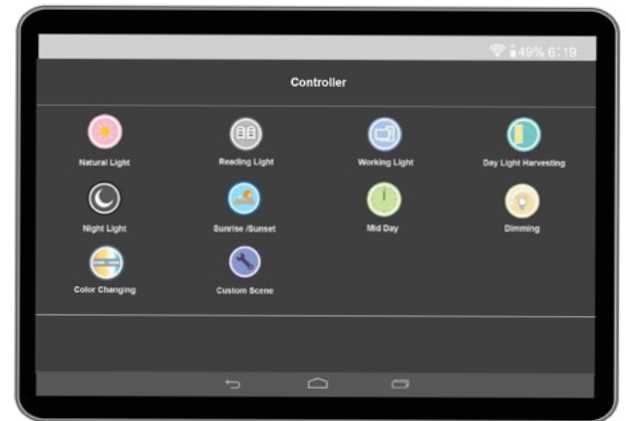 49% 6:19
Controller
Natural Light Reading Light Working Light Day Light Harvesting
Night Light Sunrise /Sunset Mid Day Dimming
Color Changing Custom Scene